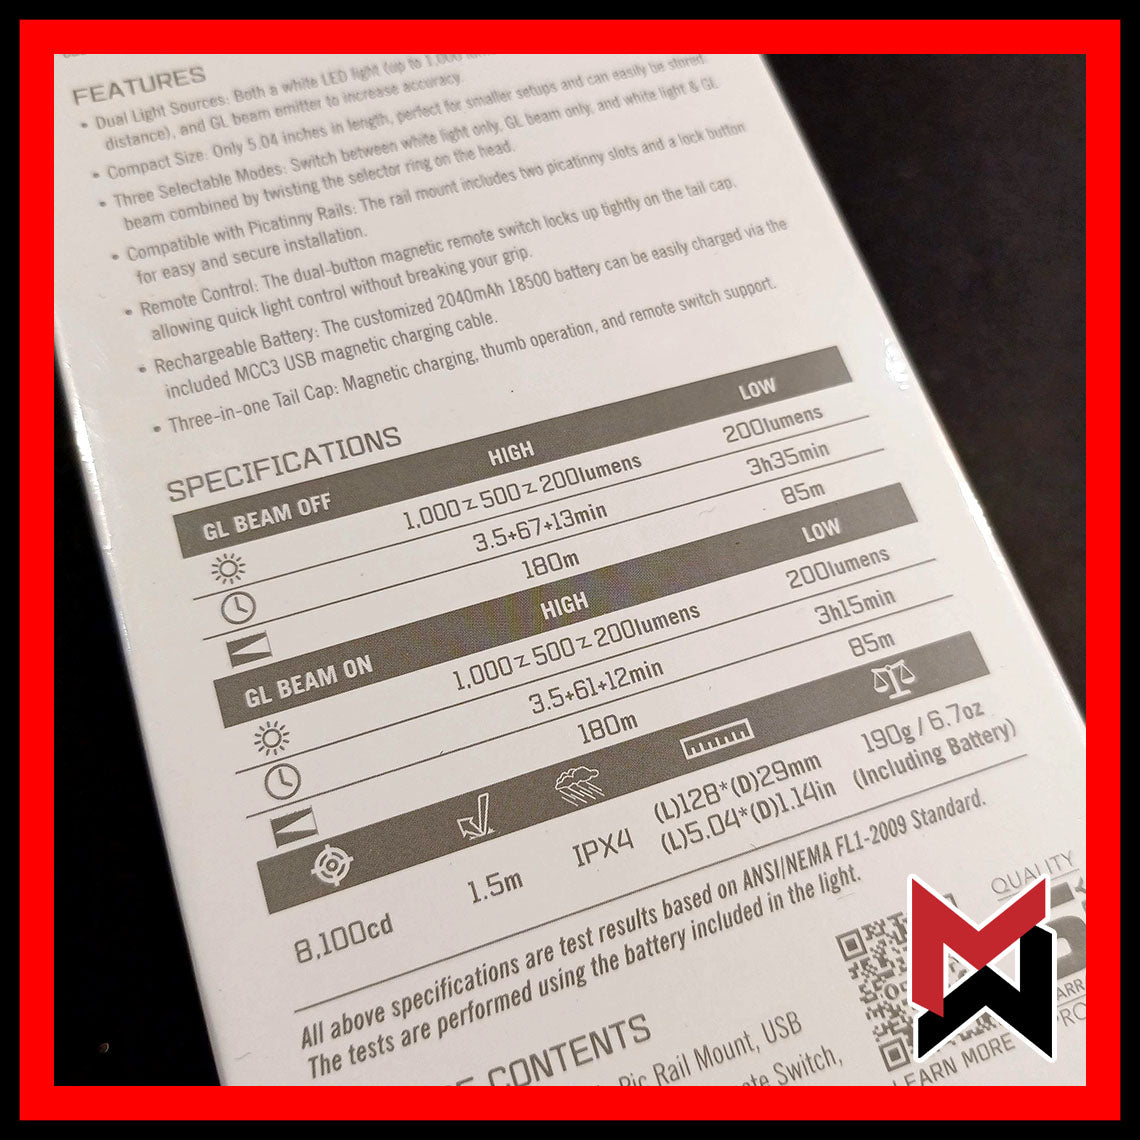 FEATURES
• Dual Light Sources: Both a white LED light (up to 1,000
distance), and GL beam emitter to increase accuracy.
• Compact Size: Only 5.04 inches in length, perfect for smaller setups and can easily be stored.
• Three Selectable Modes: Switch between white light only, GL beam only, and white light & GL
beam combined by twisting the selector ring on the head.
• Compatible with Picatinny Rails: The rail mount includes two picatinny slots and a lock button
for easy and secure installation.
• Remote Control: The dual-button magnetic remote switch locks up tightly on the tail cap,
allowing quick light control without breaking your grip.
• Rechargeable Battery: The customized 2040mAh 18500 battery can be easily charged via the
included MCC3 USB magnetic charging cable.
• Three-in-one Tail Cap: Magnetic charging, thumb operation, and remote switch support.
SPECIFICATIONS
GL BEAM OFF HIGH LOW
1,000~500~200lumens 200lumens
3.5+67+13min 3h35min
180m 85m
GL BEAM ON HIGH LOW
1,000~500~200lumens 200lumens
3.5+61+12min 3h15min
180m 85m
8,100cd 1.5m IPX4 (L)128*(D)29mm 190g / 6.7oz
(L)5.04*(D)1.14in (Including Battery)
All above specifications are test results based on ANSI/NEMA FL1-2009 Standard.
The tests are performed using the battery included in the light.
CONTENTS
Pic Rail Mount, USB
Switch,
QUALITY
LEARN MORE